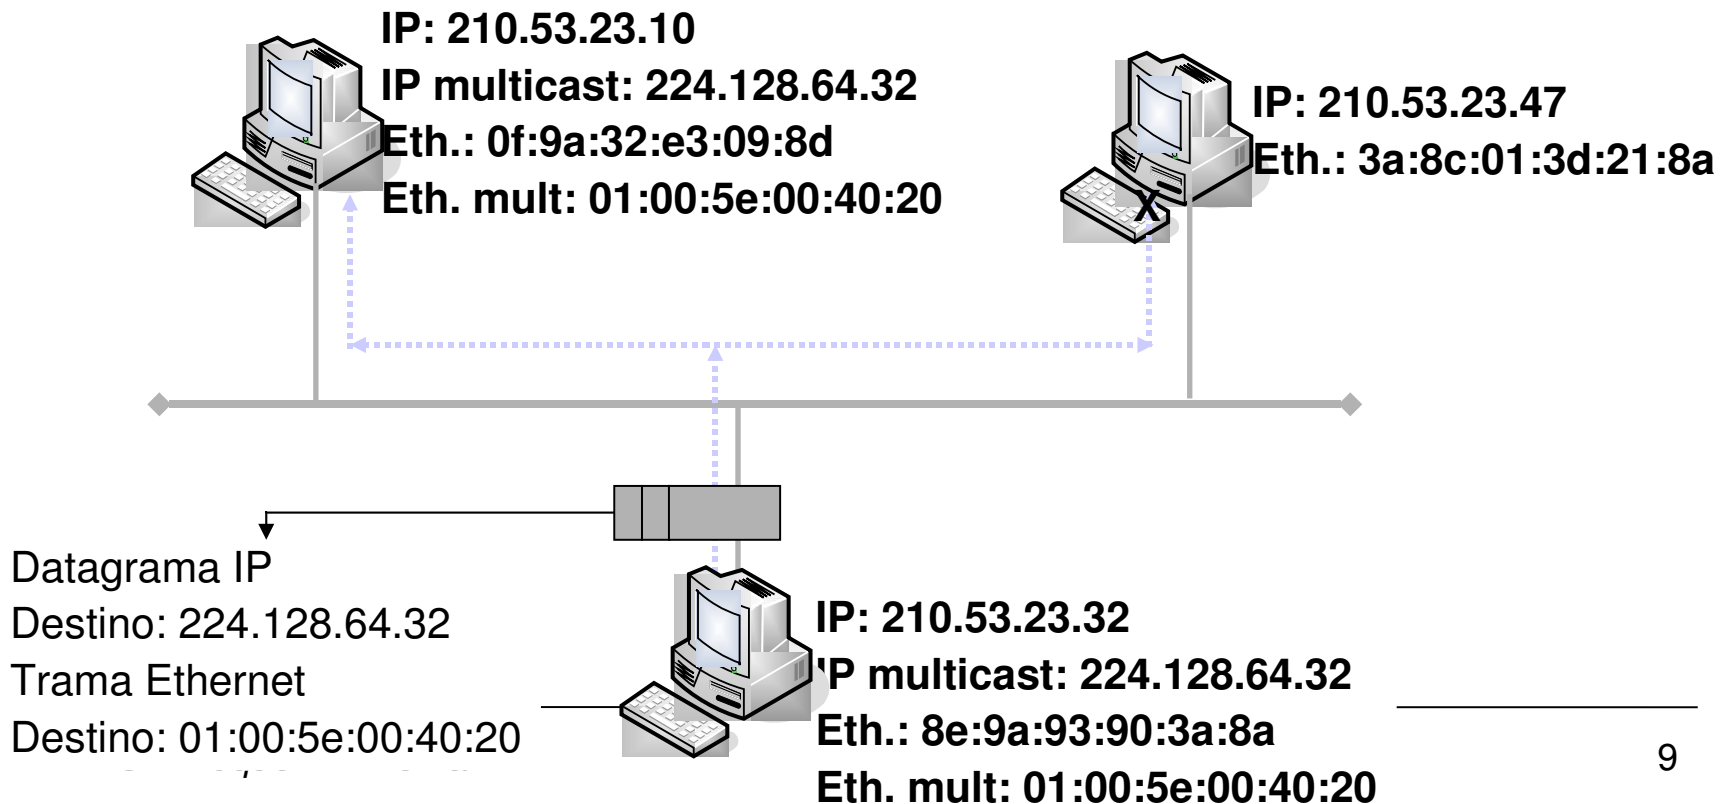 IP: 210.53.23.10
IP multicast: 224.128.64.32
Eth.: 0f:9a:32:e3:09:8d
Eth. mult: 01:00:5e:00:40:20
IP: 210.53.23.47
Eth.: 3a:8c:01:3d:21:8a
X
Datagrama IP
Destino: 224.128.64.32
Trama Ethernet
Destino: 01:00:5e:00:40:20
IP: 210.53.23.32
IP multicast: 224.128.64.32
Eth.: 8e:9a:93:90:3a:8a
Eth. mult: 01:00:5e:00:40:20
9